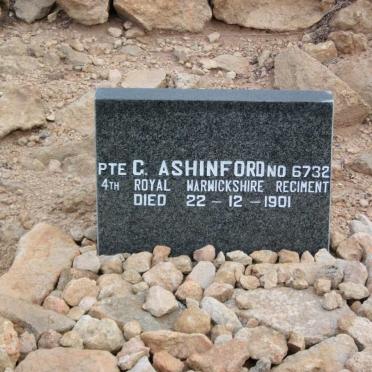 PTE C. ASHINFORD NO 6732
4TH ROYAL WARWICKSHIRE REGIMENT
DIED 22 - 12 - 1901